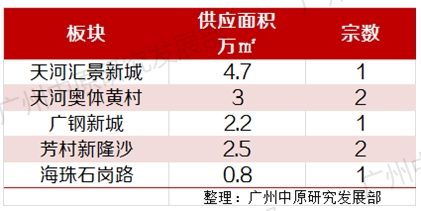 板块 供应面积 万㎡ 宗数
天河汇景新城 4.7 1
天河奥体黄村 3 2
广钢新城 2.2 1
芳村新隆沙 2.5 2
海珠石岗路 0.8 1
整理：广州中原研究发展部